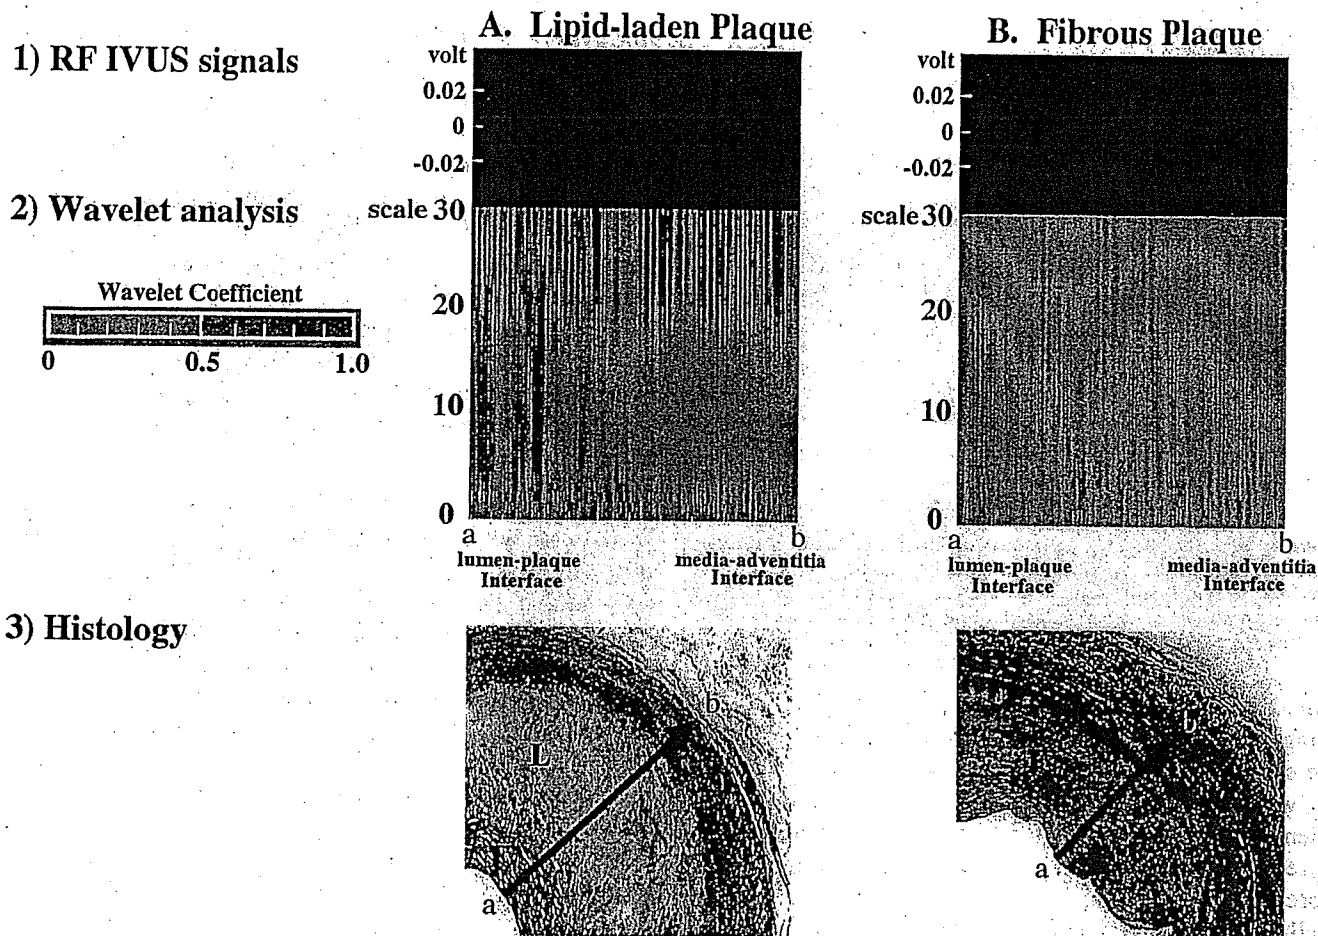 A. Lipid-laden Plaque
B. Fibrous Plaque
1) RF IVUS signals
volt
0.02
0
-0.02
volt
0.02
0
-0.02
2) Wavelet analysis
scale 30
20
10
0
scale 30
20
10
0
Wavelet Coefficient
0 0.5 1.0
a b
lumen-plaque Interface
media-adventitia Interface
a b
lumen-plaque Interface
media-adventitia Interface
3) Histology
L
b
a
b
a